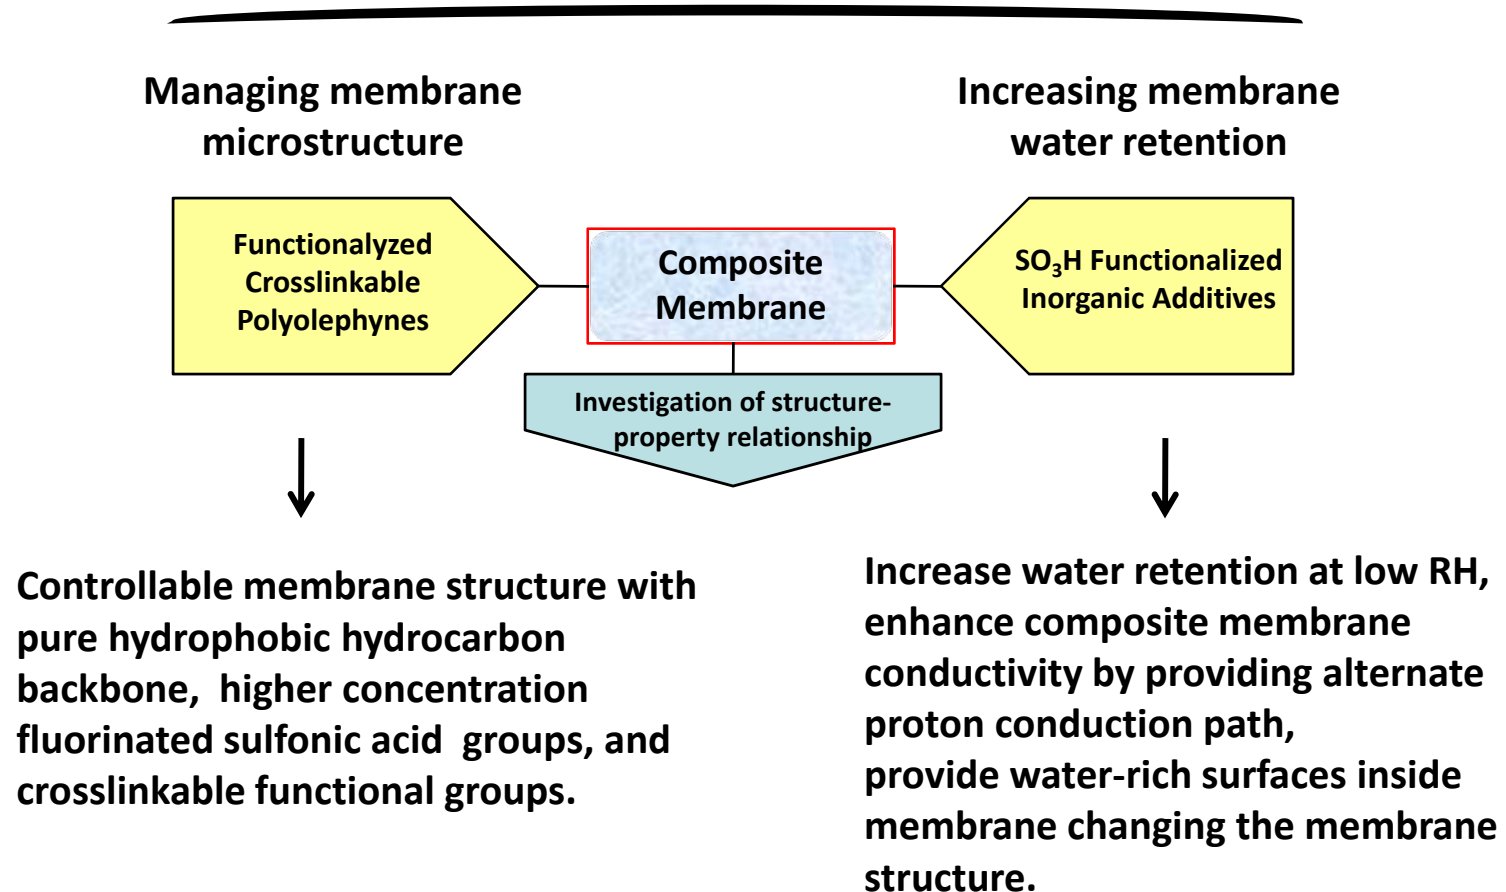 Managing membrane
microstructure
Increasing membrane
water retention
Functionalyzed
Crosslinkable
Polyolephynes
Composite
Membrane
SO₃H Functionalized
Inorganic Additives
Investigation of structure-
property relationship
Controllable membrane structure with
pure hydrophobic hydrocarbon
backbone, higher concentration
fluorinated sulfonic acid groups, and
crosslinkable functional groups.
Increase water retention at low RH,
enhance composite membrane
conductivity by providing alternate
proton conduction path,
provide water-rich surfaces inside
membrane changing the membrane
structure.